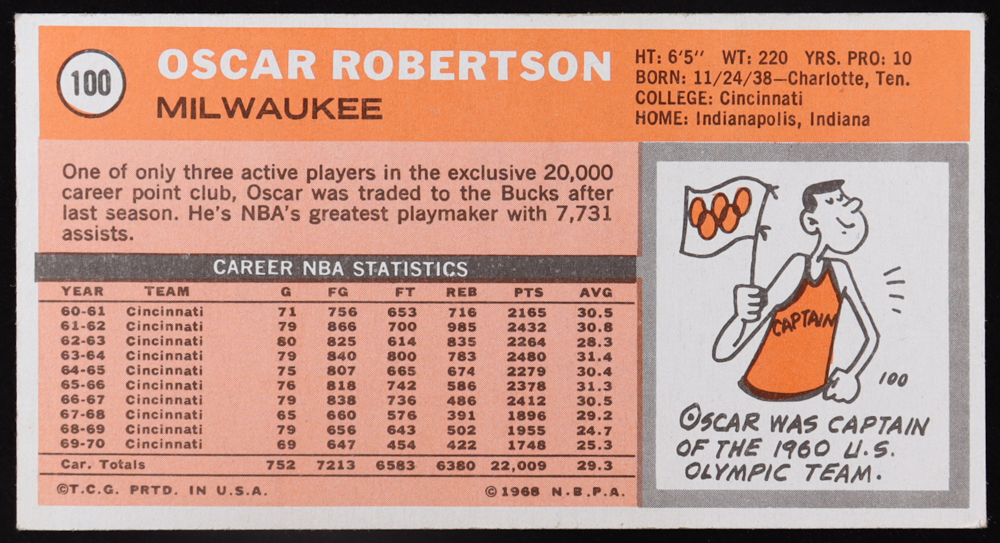 100
OSCAR ROBERTSON
MILWAUKEE
HT: 6'5" WT: 220 YRS. PRO: 10
BORN: 11/24/38—Charlotte, Ten.
COLLEGE: Cincinnati
HOME: Indianapolis, Indiana
One of only three active players in the exclusive 20,000
career point club, Oscar was traded to the Bucks after
last season. He's NBA's greatest playmaker with 7,731
assists.
CAREER NBA STATISTICS
YEAR TEAM G FG FT REB PTS AVG
60-61 Cincinnati 71 756 653 716 2165 30.5
61-62 Cincinnati 79 866 700 985 2432 30.8
62-63 Cincinnati 80 825 614 835 2264 28.3
63-64 Cincinnati 79 840 800 783 2480 31.4
64-65 Cincinnati 75 807 665 674 2279 30.4
65-66 Cincinnati 76 818 742 586 2378 31.3
66-67 Cincinnati 79 838 736 486 2412 30.5
67-68 Cincinnati 65 660 576 391 1896 29.2
68-69 Cincinnati 79 656 643 502 1955 24.7
69-70 Cincinnati 69 647 454 422 1748 25.3
Car. Totals 752 7213 6583 6380 22,009 29.3
©T.C.G. PRTD. IN U.S.A. ©1968 N.B.P.A.
CAPTAIN
100
OSCAR WAS CAPTAIN
OF THE 1960 U.S.
OLYMPIC TEAM.